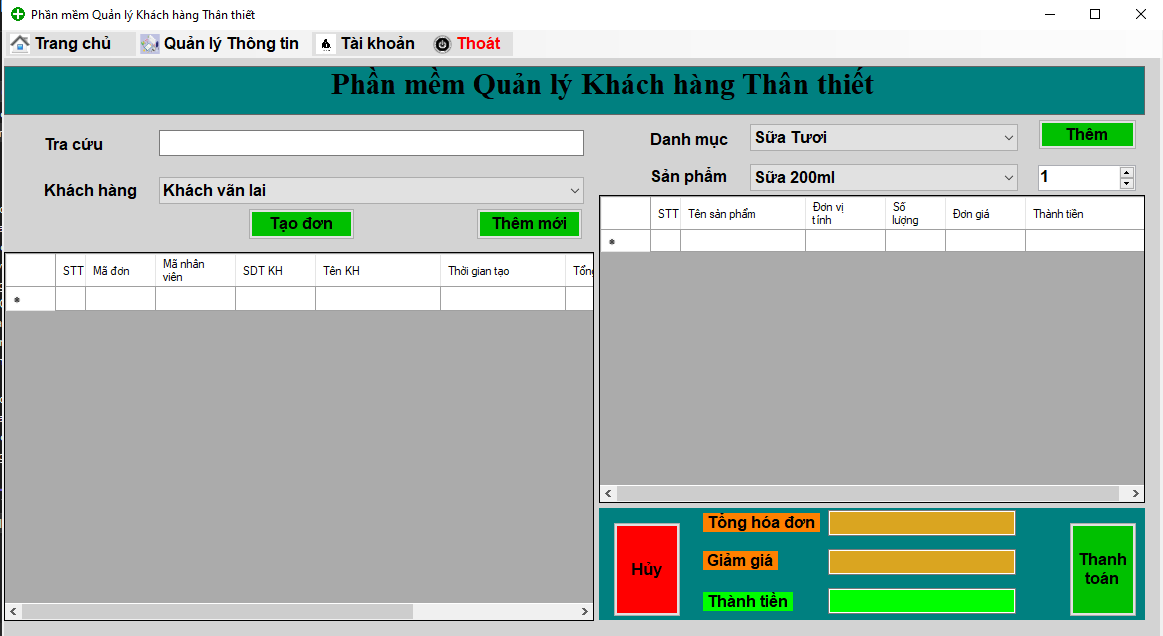 Phần mềm Quản lý Khách hàng Thân thiết
Trang chủ Quản lý Thông tin Tài khoản Thoát
Phần mềm Quản lý Khách hàng Thân thiết
Tra cứu
Khách hàng Khách vãn lai
Tạo đơn Thêm mới
STT Mã đơn Mã nhân viên SDT KH Tên KH Thời gian tạo Tổng
Danh mục Sữa Tươi Thêm
Sản phẩm Sữa 200ml 1
STT Tên sản phẩm Đơn vị tính Số lượng Đơn giá Thành tiền
Hủy
Tổng hóa đơn
Giảm giá
Thành tiền
Thanh
toán